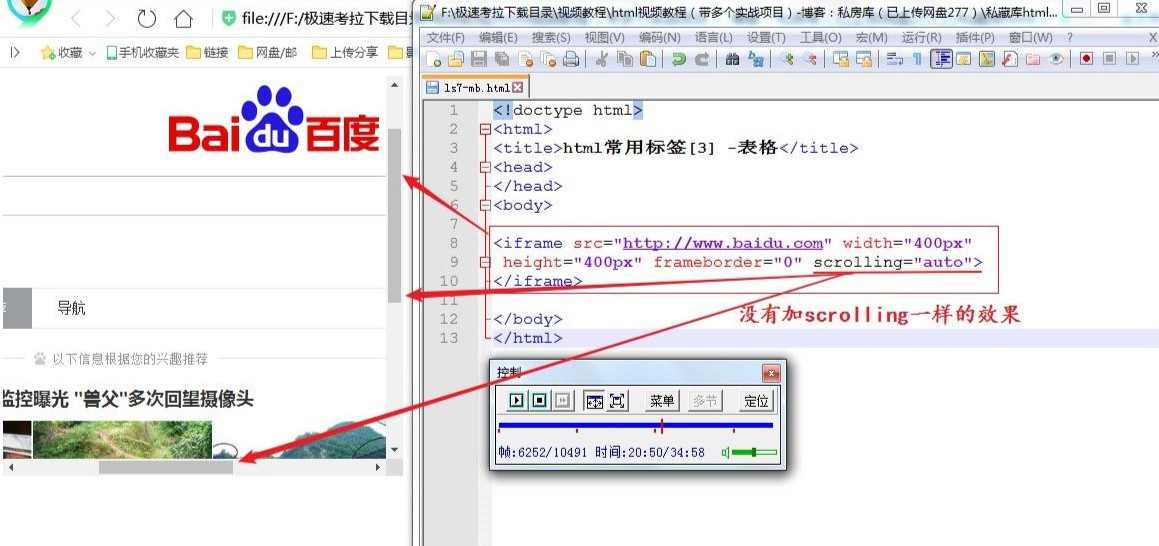 file:///F:/极速考拉下载目
收藏 手机收藏夹 链接 网盘/邮 上传分享
Baidu百度
导航
以下信息根据您的兴趣推荐
监控曝光 "兽父"多次回望摄像头
F:\极速考拉下载目录\视频教程\html视频教程（带多个实战项目）-博客：私房库（已上传网盘277）\私藏库html...
文件(F) 编辑(E) 搜索(S) 视图(V) 编码(N) 语言(L) 设置(T) 工具(O) 宏(M) 运行(R) 插件(P) 窗口(W) ? X
ls7-mb.html
1 <!doctype html>
2 <html>
3 <title>html常用标签[3] -表格</title>
4 <head>
5 </head>
6 <body>
7
8 <iframe src="http://www.baidu.com" width="400px"
9 height="400px" frameborder="0" scrolling="auto">
10 </iframe>
11
12 </body>
13 </html>
没有加scrolling一样的效果
控制
菜单 多节 定位
帧:6252/10491 时间:20:50/34:58